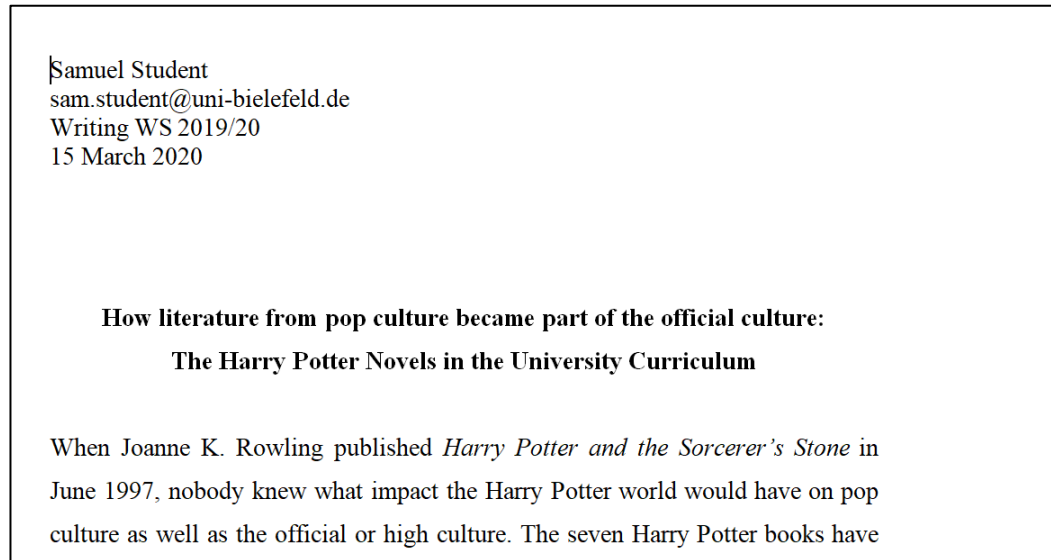 Samuel Student
sam.student@uni-bielefeld.de
Writing WS 2019/20
15 March 2020
How literature from pop culture became part of the official culture:
The Harry Potter Novels in the University Curriculum
When Joanne K. Rowling published Harry Potter and the Sorcerer’s Stone in
June 1997, nobody knew what impact the Harry Potter world would have on pop
culture as well as the official or high culture. The seven Harry Potter books have